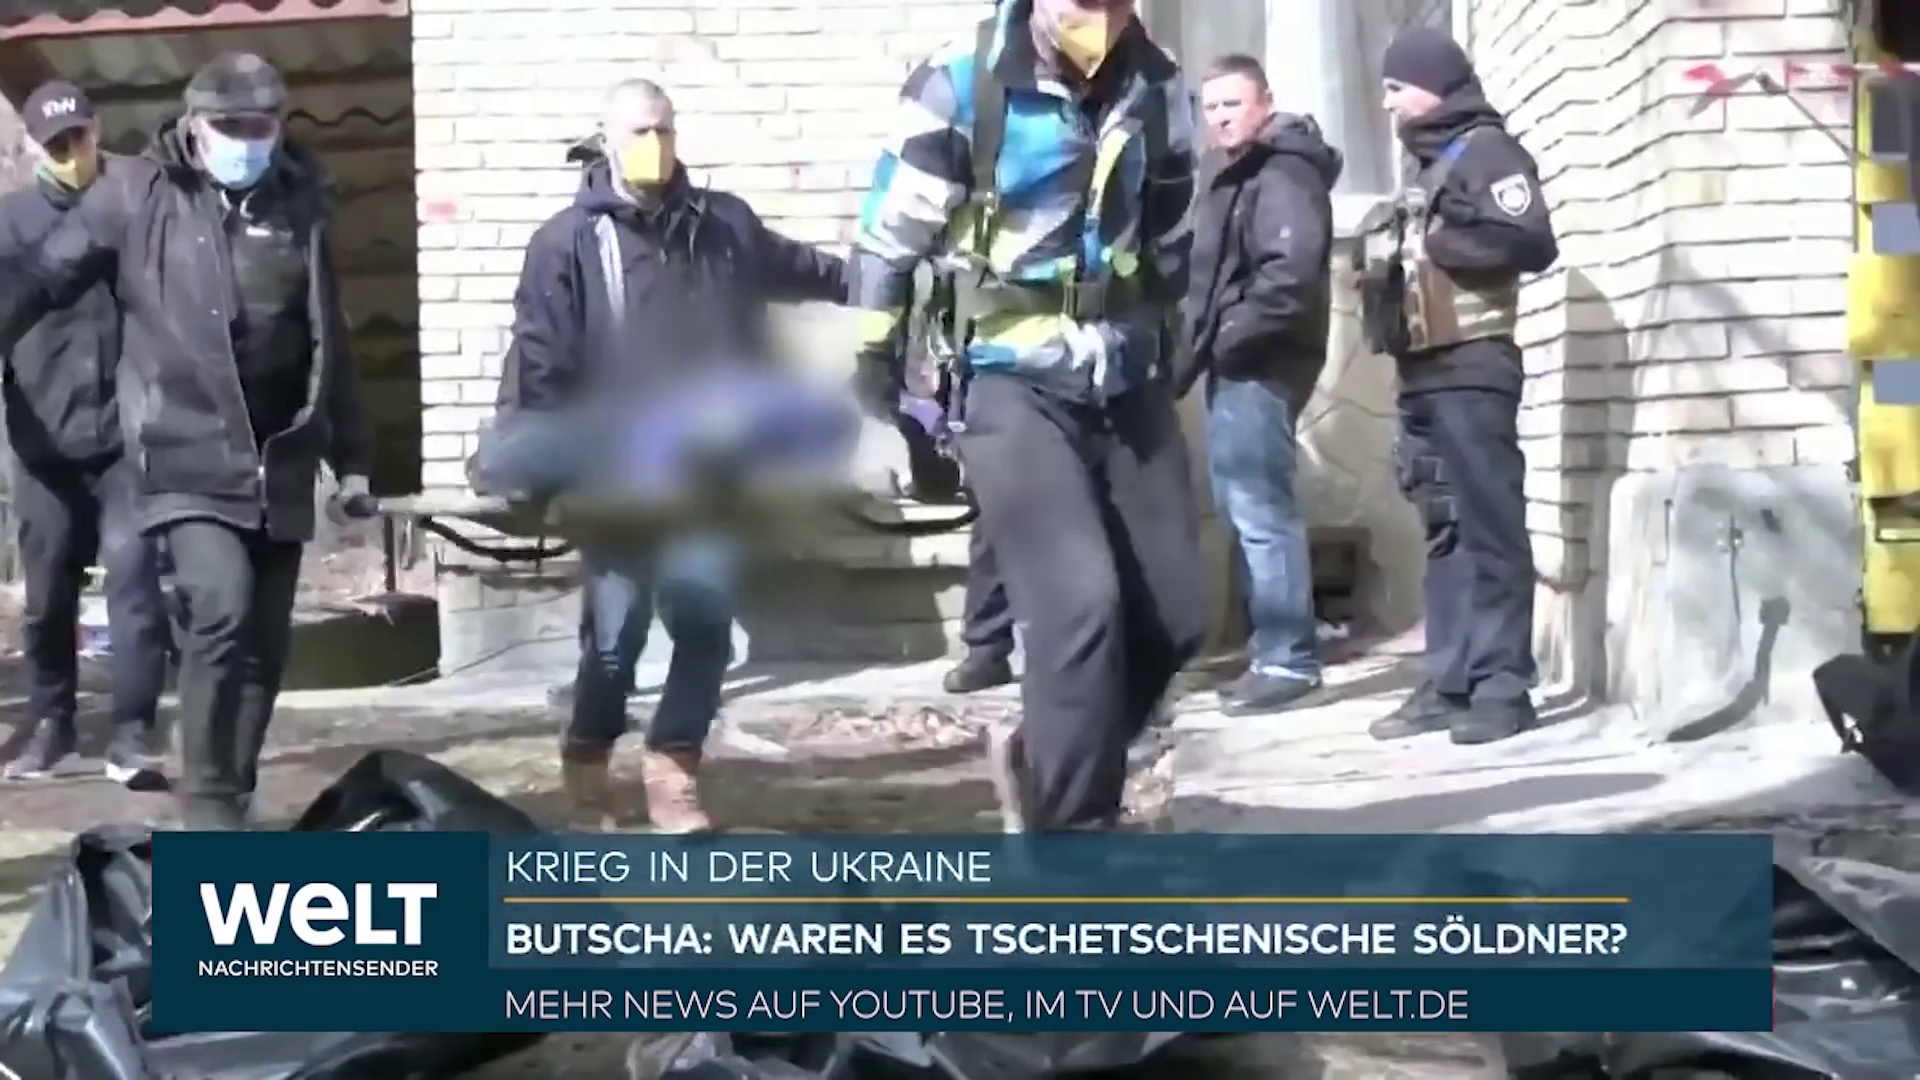 KRIEG IN DER UKRAINE
WELT
NACHRICHTENSENDER
BUTSCHA: WAREN ES TSCHETSCHENISCHE SÖLDNER?
MEHR NEWS AUF YOUTUBE, IM TV UND AUF WELT.DE